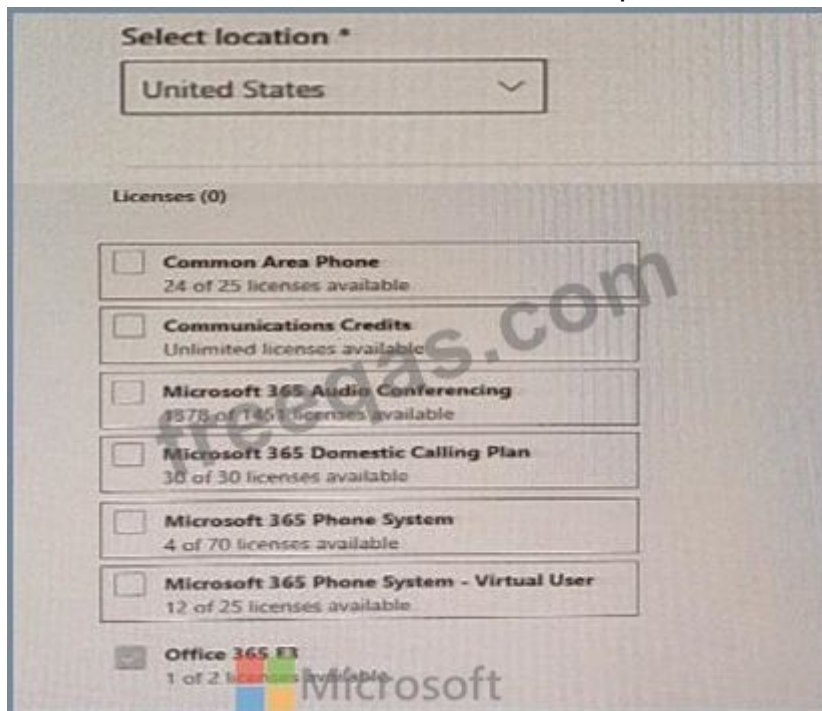 Select location *
United States
Licenses (0)
Common Area Phone
24 of 25 licenses available
Communications Credits
Unlimited licenses available
Microsoft 365 Audio Conferencing
of 1451 licenses available
Microsoft 365 Domestic Calling Plan
30 of 30 licenses available
Microsoft 365 Phone System
4 of 70 licenses available
Microsoft 365 Phone System - Virtual User
12 of 25 licenses available
Office 365 E3
1 of 2 licenses available
Microsoft
freeqas.com